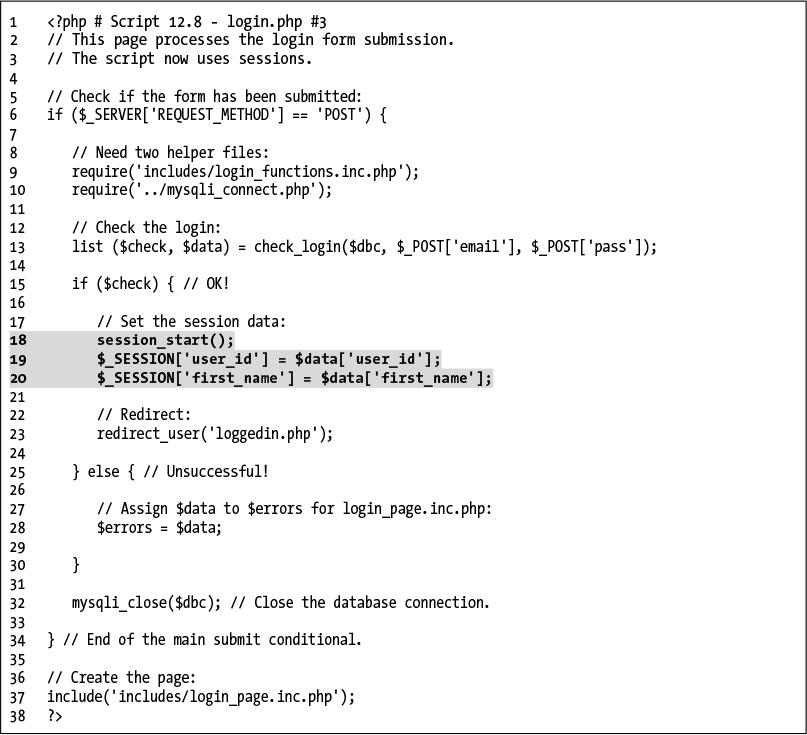 1 <?php # Script 12.8 - login.php #3
2 // This page processes the login form submission.
3 // The script now uses sessions.
4
5 // Check if the form has been submitted:
6 if ($_SERVER['REQUEST_METHOD'] == 'POST') {
7
8 // Need two helper files:
9 require('includes/login_functions.inc.php');
10 require('../mysqli_connect.php');
11
12 // Check the login:
13 list ($check, $data) = check_login($dbc, $_POST['email'], $_POST['pass']);
14
15 if ($check) { // OK!
16
17 // Set the session data:
18 session_start();
19 $_SESSION['user_id'] = $data['user_id'];
20 $_SESSION['first_name'] = $data['first_name'];
21
22 // Redirect:
23 redirect_user('loggedin.php');
24
25 } else { // Unsuccessful!
26
27 // Assign $data to $errors for login_page.inc.php:
28 $errors = $data;
29
30 }
31
32 mysqli_close($dbc); // Close the database connection.
33
34 } // End of the main submit conditional.
35
36 // Create the page:
37 include('includes/login_page.inc.php');
38 ?>